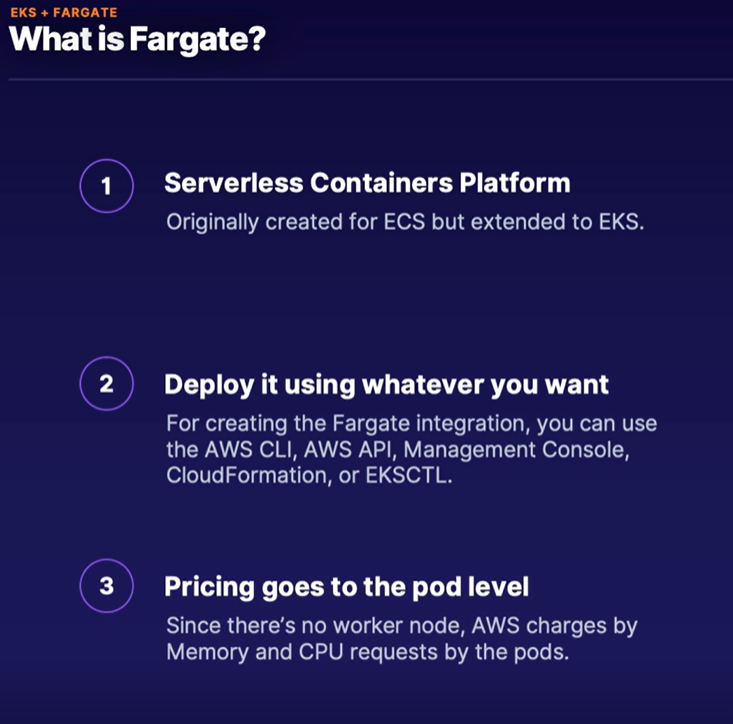 EKS + FARGATE
What is Fargate?
1
Serverless Containers Platform
Originally created for ECS but extended to EKS.
2
Deploy it using whatever you want
For creating the Fargate integration, you can use
the AWS CLI, AWS API, Management Console,
CloudFormation, or EKSCTL.
3
Pricing goes to the pod level
Since there’s no worker node, AWS charges by
Memory and CPU requests by the pods.